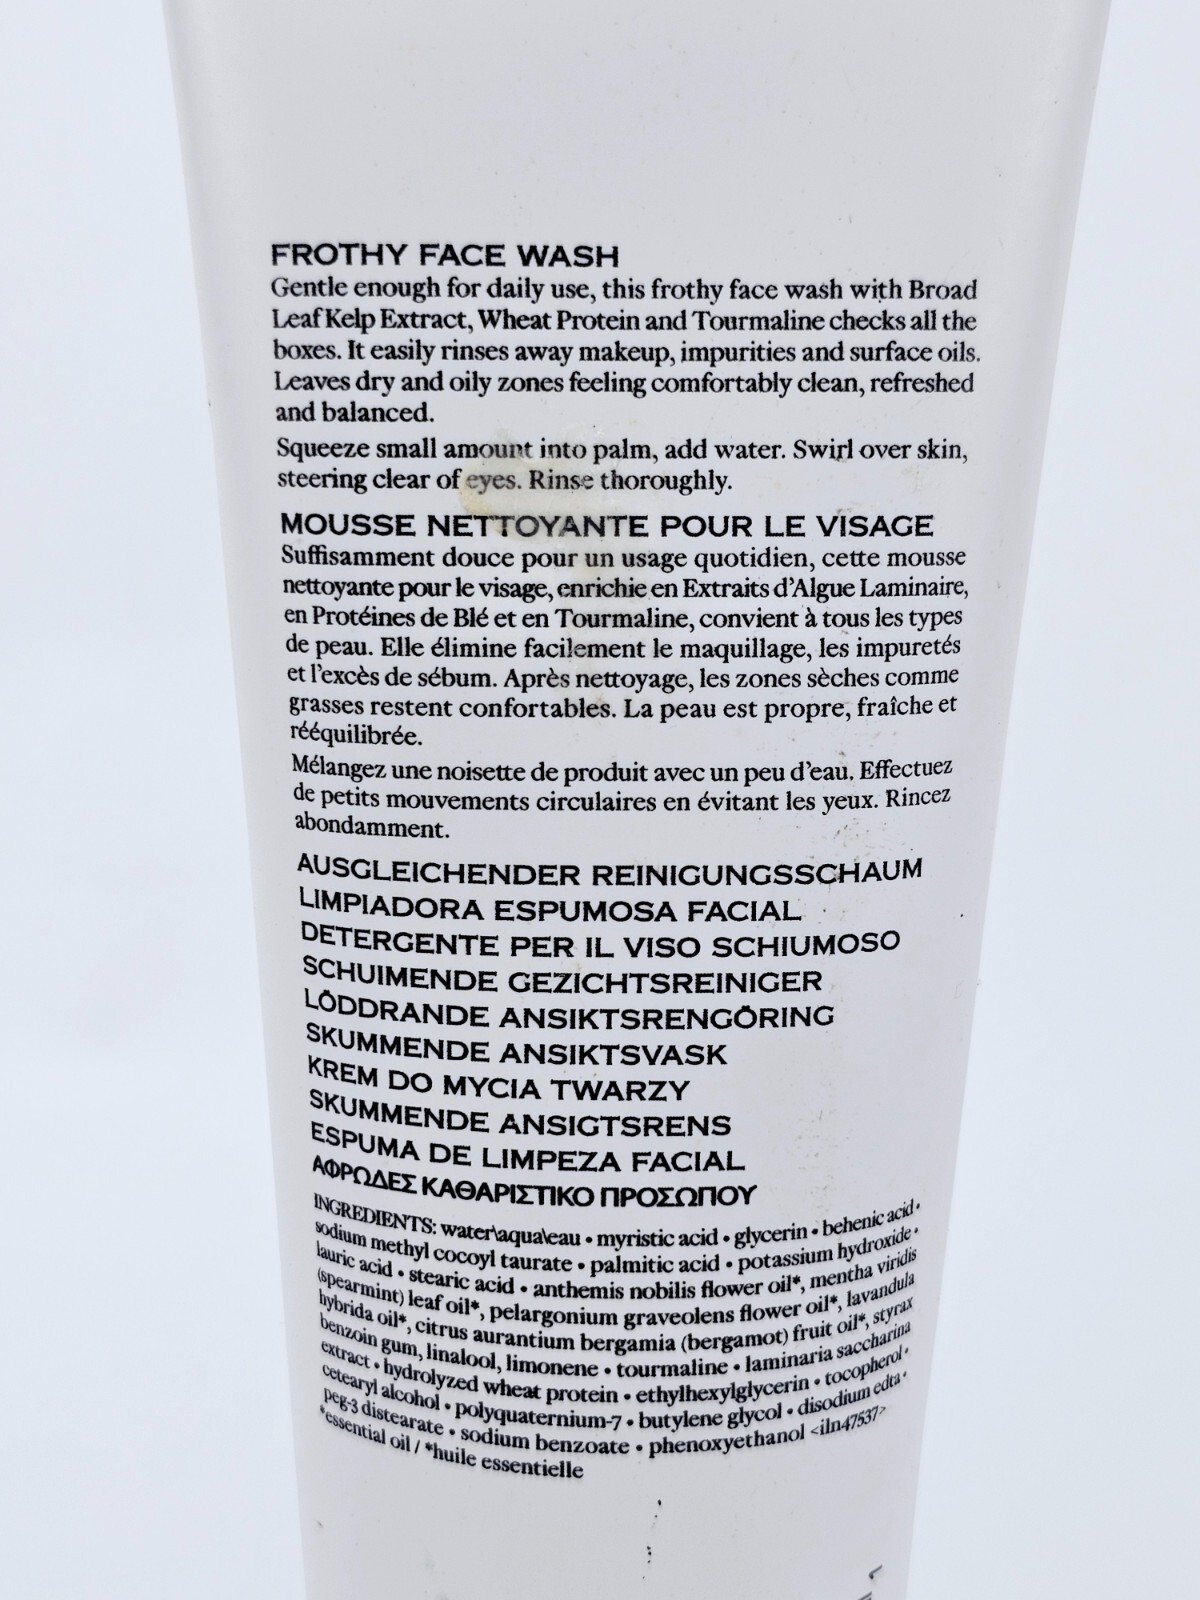 FROTHY FACE WASH
Gentle enough for daily use, this frothy face wash with Broad
Leaf Kelp Extract, Wheat Protein and Tourmaline checks all the
boxes. It easily rinses away makeup, impurities and surface oils.
Leaves dry and oily zones feeling comfortably clean, refreshed
and balanced.
Squeeze small amount into palm, add water. Swirl over skin,
steering clear of eyes. Rinse thoroughly.
MOUSSE NETTOYANTE POUR LE VISAGE
Suffisamment douce pour un usage quotidien, cette mousse
nettoyante pour le visage, enrichie en Extraits d'Algue Laminaire,
en Protéines de Blé et en Tourmaline, convient à tous les types
de peau. Elle élimine facilement le maquillage, les impuretés
et l'excès de sébum. Après nettoyage, les zones sèches comme
grasses restent confortables. La peau est propre, fraîche et
rééquilibrée.
Mélangez une noisette de produit avec un peu d'eau. Effectuez
de petits mouvements circulaires en évitant les yeux. Rincez
abondamment.
AUSGLEICHENDER REINIGUNGSSCHAUM
LIMPIADORA ESPUMOSA FACIAL
DETERGENTE PER IL VISO SCHIUMOSO
SCHUIMENDE GEZICHTSREINIGER
LÖDDRANDE ANSIKTSRENGÖRING
SKUMMENDE ANSIKTSVASK
KREM DO MYCIA TWARZY
SKUMMENDE ANSIGTSRENS
ESPUMA DE LIMPEZA FACIAL
ΑΦΡΩΔΕΣ ΚΑΘΑΡΙΣΤΙΚΟ ΠΡΟΣΩΠΟΥ
INGREDIENTS: water\aqua\eau • myristic acid • glycerin • behenic acid •
sodium methyl cocoyl taurate • palmitic acid • potassium hydroxide •
lauric acid • stearic acid • anthemis nobilis flower oil*, mentha viridis
(spearmint) leaf oil*, pelargonium graveolens flower oil*, lavandula
hybrida oil*, citrus aurantium bergamia (bergamot) fruit oil*, styrax
benzoin gum, linalool, limonene • tourmaline • laminaria saccharina
extract • hydrolyzed wheat protein • ethylhexylglycerin • tocopherol •
cetearyl alcohol • polyquaternium-7 • butylene glycol • disodium edta •
peg-3 distearate • sodium benzoate • phenoxyethanol <iln47537>
*essential oil / *huile essentielle